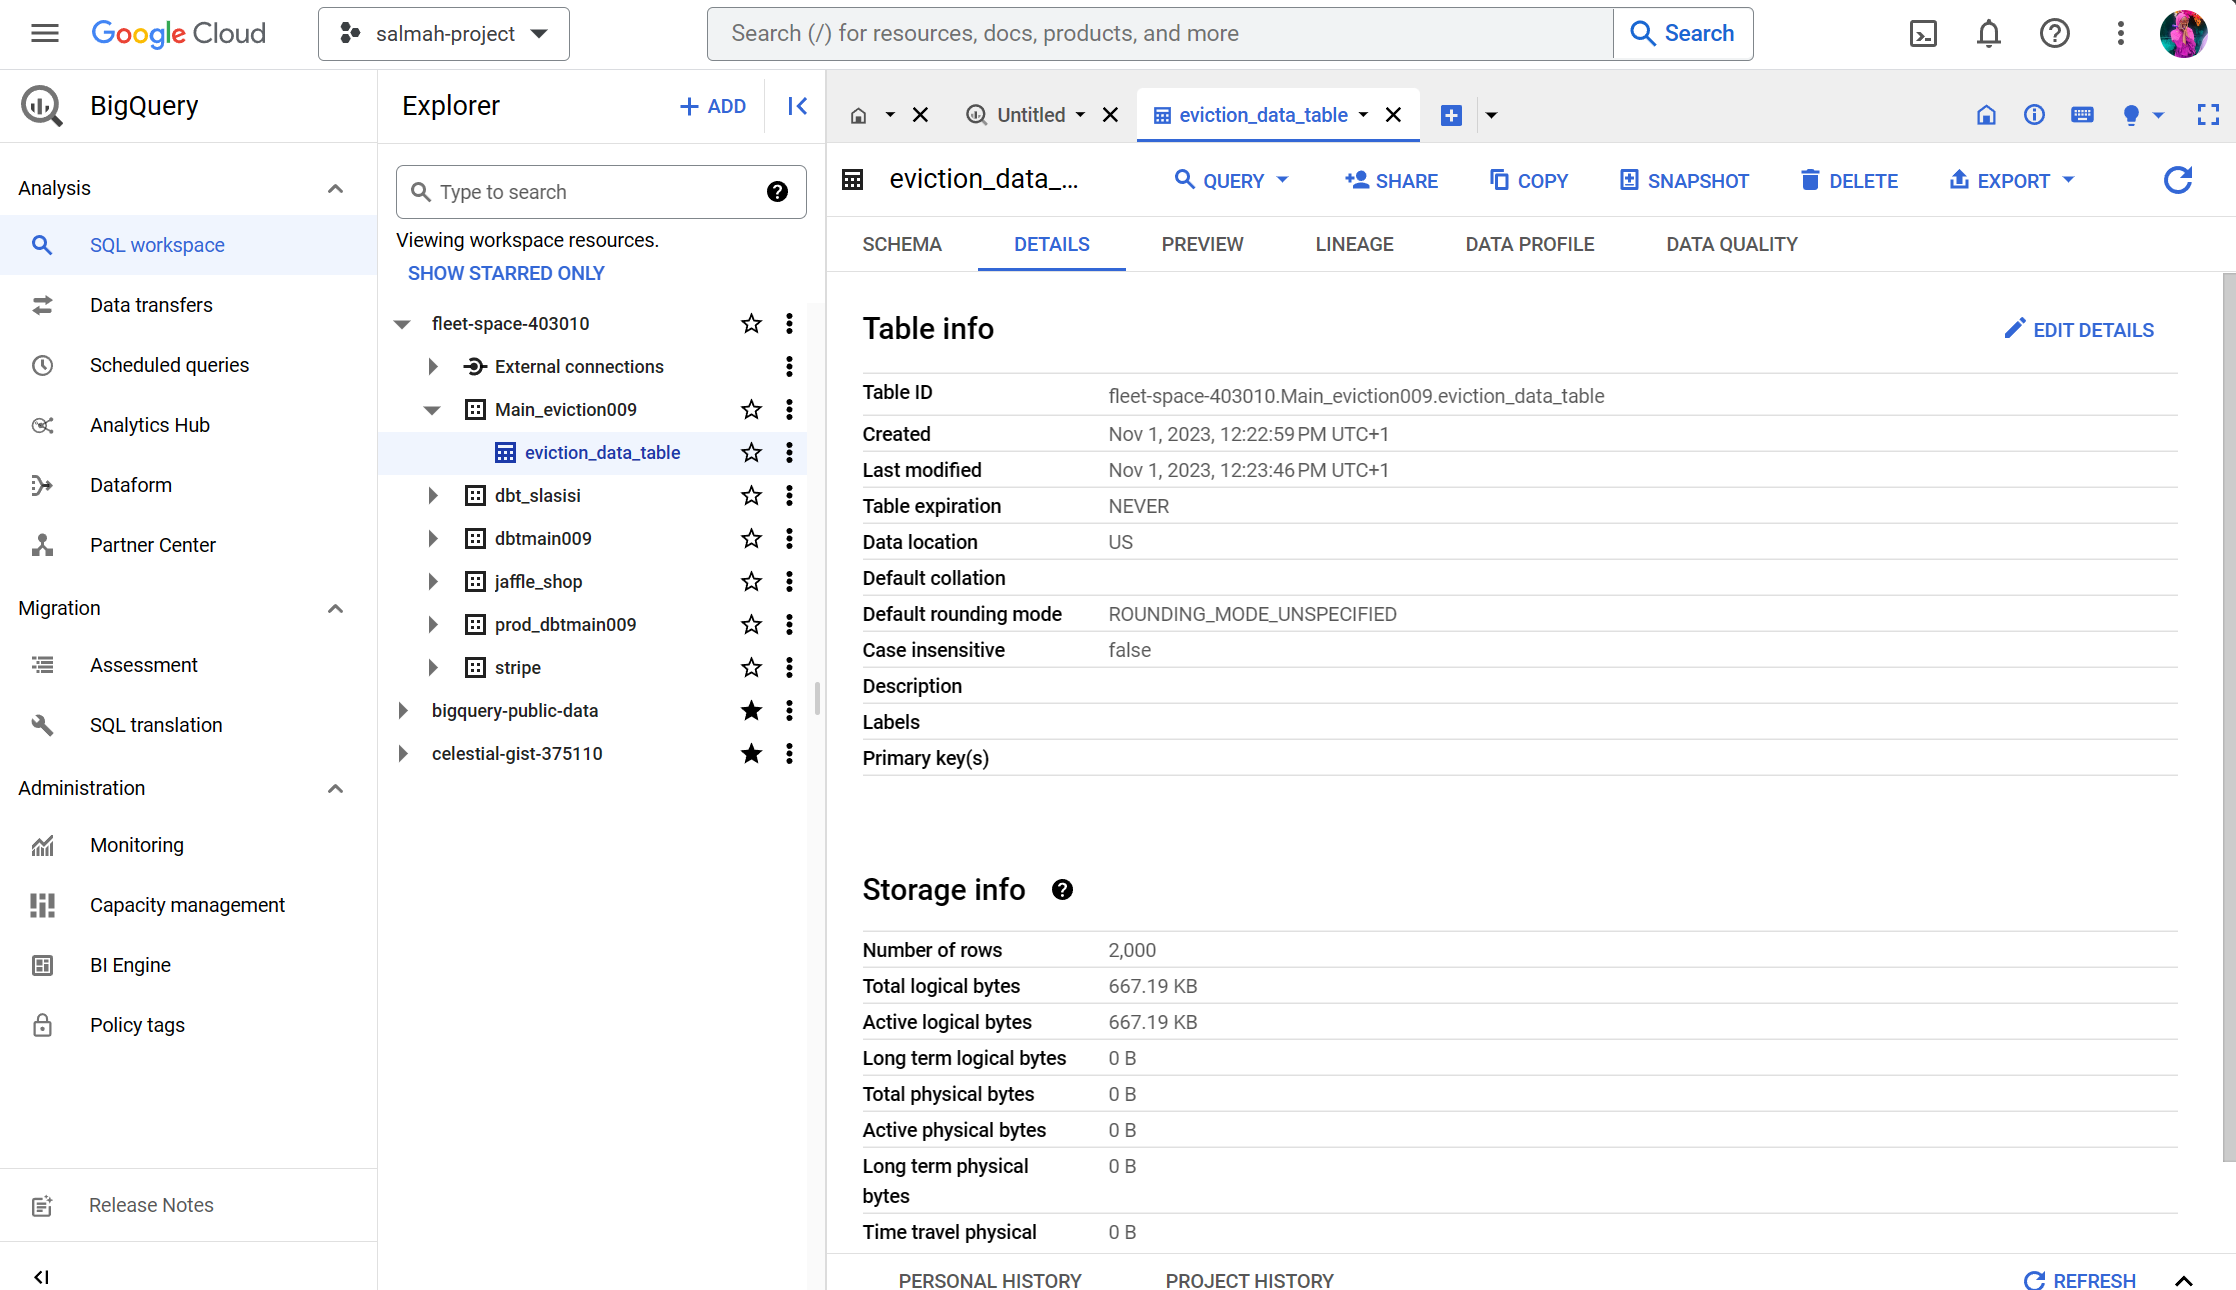 Google Cloud
salmah-project
Search (/) for resources, docs, products, and more
Search
BigQuery
Analysis
SQL workspace
Data transfers
Scheduled queries
Analytics Hub
Dataform
Partner Center
Migration
Assessment
SQL translation
Administration
Monitoring
Capacity management
BI Engine
Policy tags
Release Notes
Explorer
ADD
Type to search
Viewing workspace resources.
SHOW STARRED ONLY
fleet-space-403010
External connections
Main_eviction009
eviction_data_table
dbt_slasisi
dbtmain009
jaffle_shop
prod_dbtmain009
stripe
bigquery-public-data
celestial-gist-375110
Untitled
eviction_data_table
eviction_data_...
QUERY
SHARE
COPY
SNAPSHOT
DELETE
EXPORT
SCHEMA
DETAILS
PREVIEW
LINEAGE
DATA PROFILE
DATA QUALITY
Table info
EDIT DETAILS
Table ID fleet-space-403010.Main_eviction009.eviction_data_table
Created Nov 1, 2023, 12:22:59 PM UTC+1
Last modified Nov 1, 2023, 12:23:46 PM UTC+1
Table expiration NEVER
Data location US
Default collation
Default rounding mode ROUNDING_MODE_UNSPECIFIED
Case insensitive false
Description
Labels
Primary key(s)
Storage info
Number of rows 2,000
Total logical bytes 667.19 KB
Active logical bytes 667.19 KB
Long term logical bytes 0 B
Total physical bytes 0 B
Active physical bytes 0 B
Long term physical 0 B
bytes
Time travel physical 0 B
PERSONAL HISTORY
PROJECT HISTORY
REFRESH